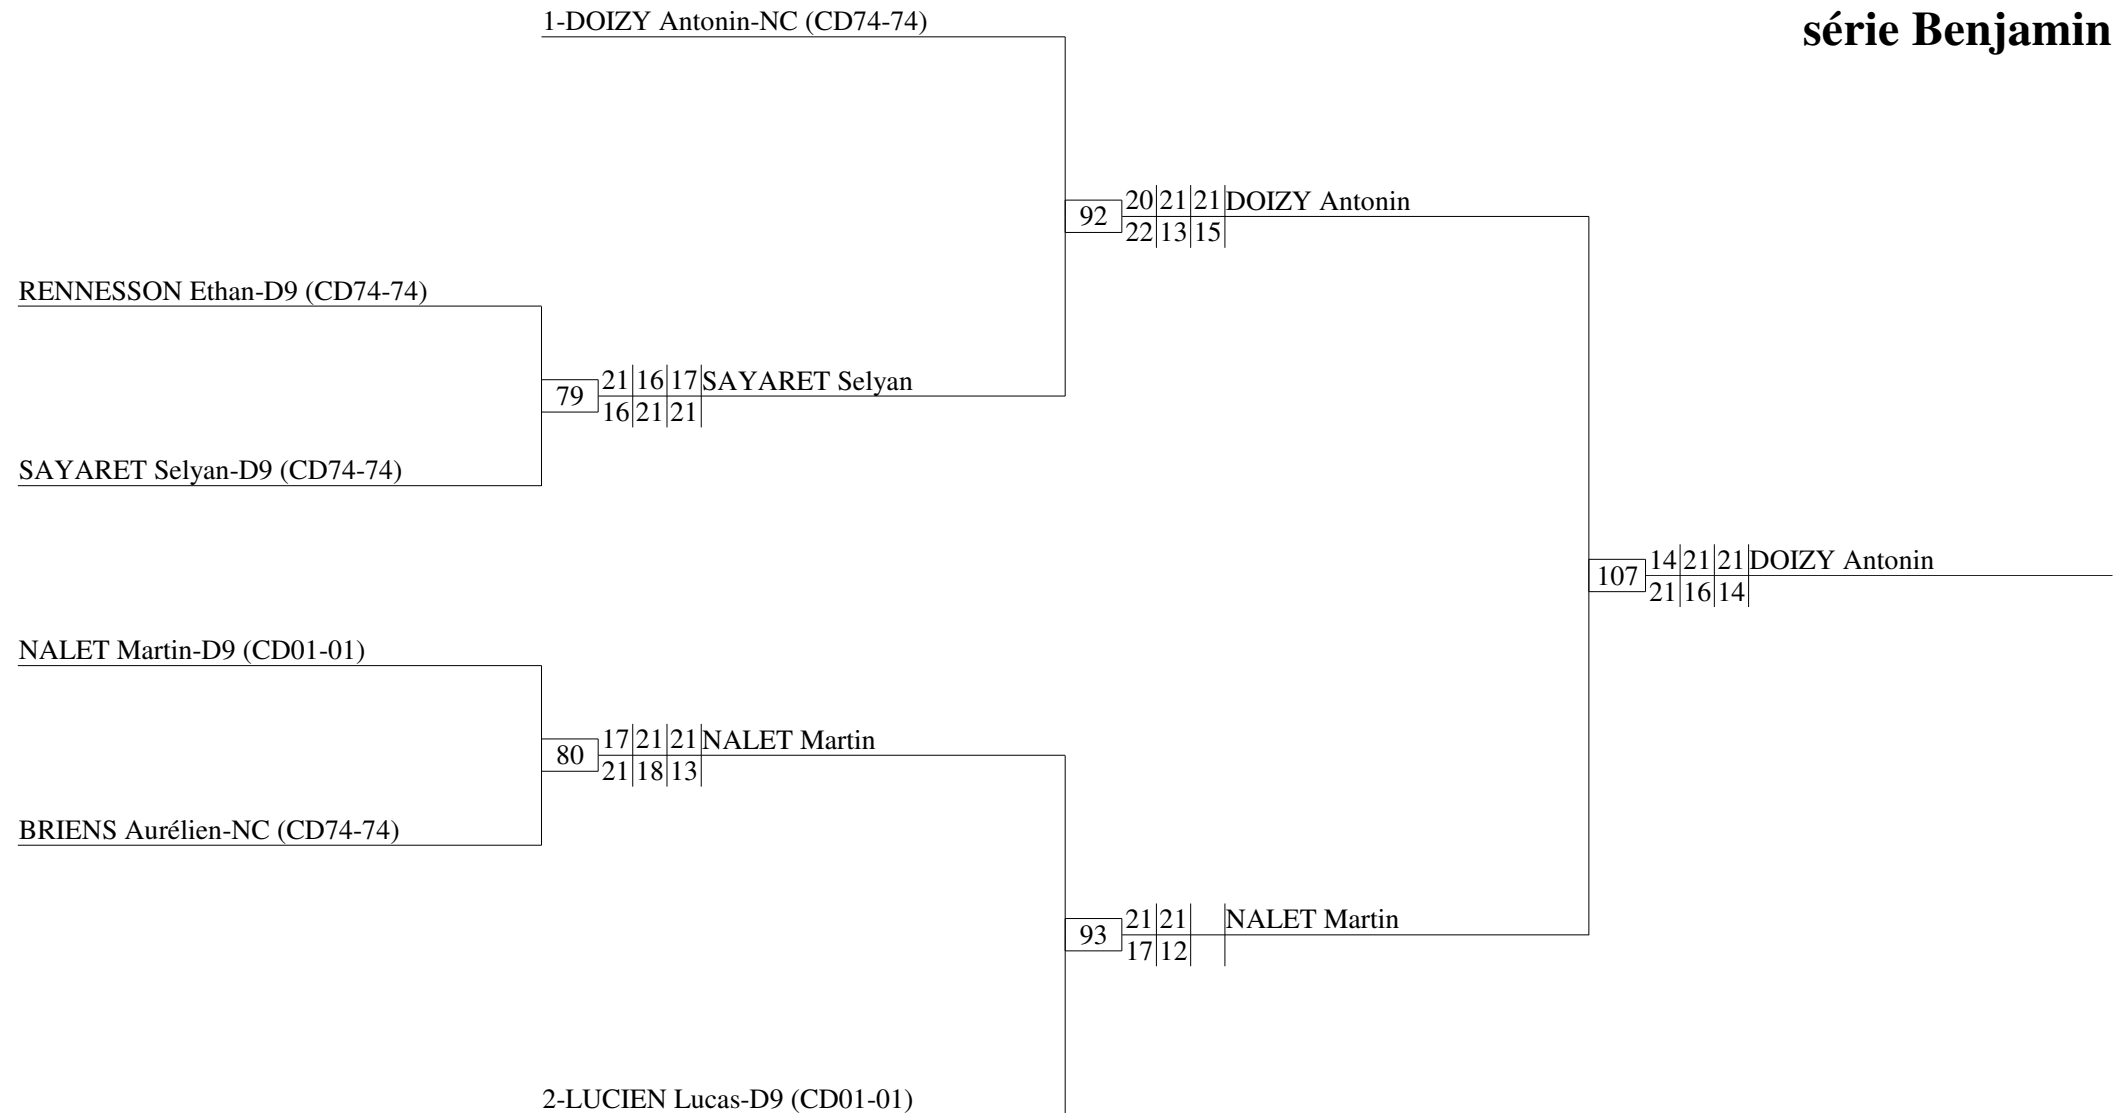 1-DOIZY Antonin-NC (CD74-74)
série Benjamin
92 20 21 21 DOIZY Antonin
22 13 15
RENNESSON Ethan-D9 (CD74-74)
79 21 16 17 SAYARET Selyan
16 21 21
SAYARET Selyan-D9 (CD74-74)
107 14 21 21 DOIZY Antonin
21 16 14
NALET Martin-D9 (CD01-01)
80 17 21 21 NALET Martin
21 18 13
BRIENS Aurélien-NC (CD74-74)
93 21 21 NALET Martin
17 12
2-LUCIEN Lucas-D9 (CD01-01)